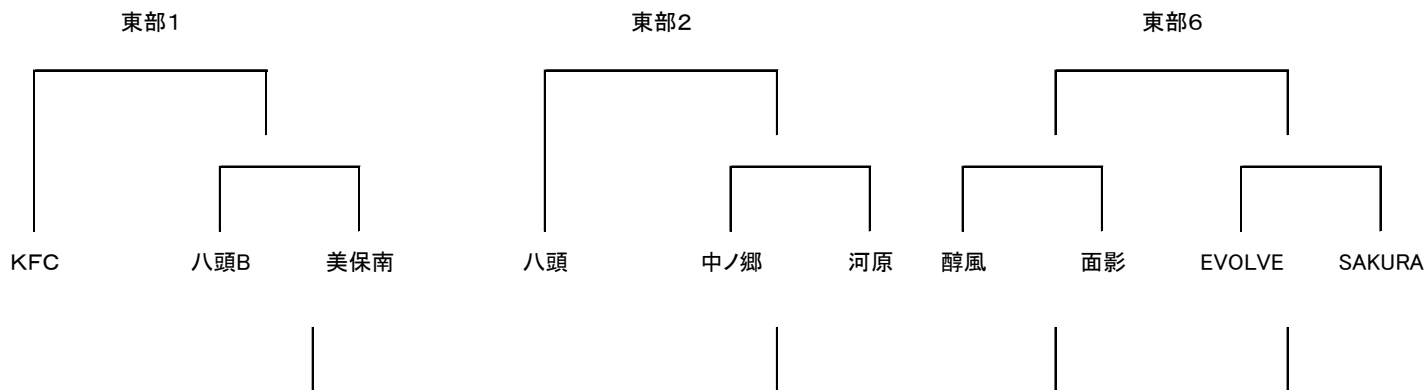 東部１ 東部２ 東部６
ＫＦＣ 八頭B 美保南 八頭 中ノ郷 河原 醇風 面影 EVOLVE SAKURA